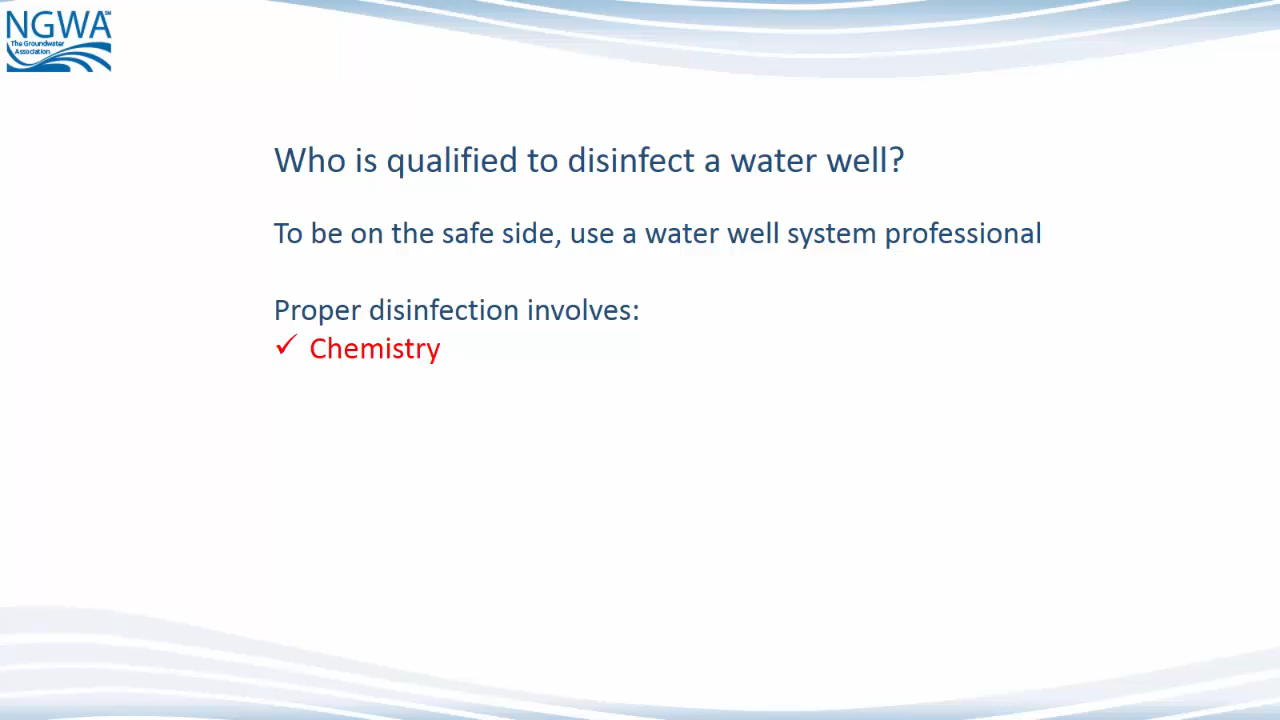 NGWA
The Groundwater
Association
Who is qualified to disinfect a water well?
To be on the safe side, use a water well system professional
Proper disinfection involves:
✓ Chemistry